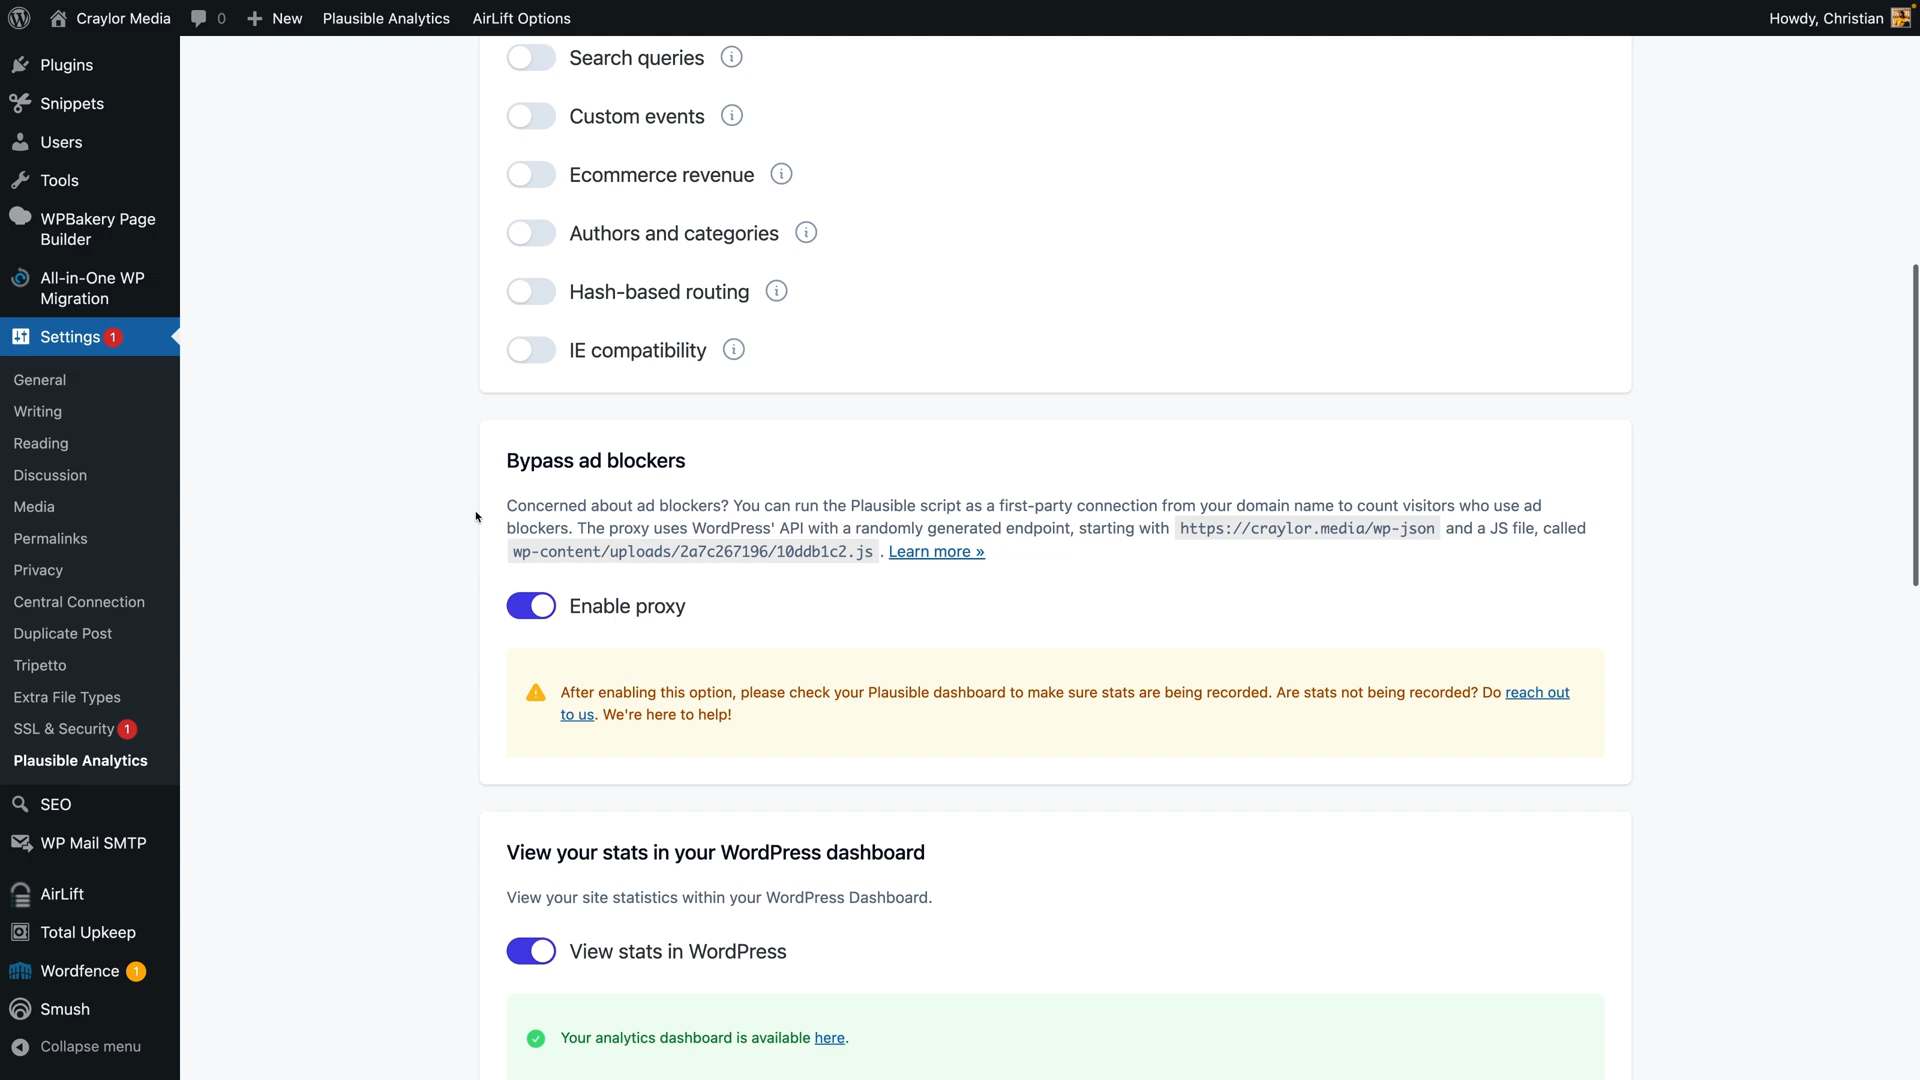 Craylor Media
0
New
Plausible Analytics
AirLift Options
Howdy, Christian
Plugins
Snippets
Users
Tools
WPBakery Page
Builder
All-in-One WP
Migration
Settings 1
General
Writing
Reading
Discussion
Media
Permalinks
Privacy
Central Connection
Duplicate Post
Tripetto
Extra File Types
SSL & Security 1
Plausible Analytics
SEO
WP Mail SMTP
AirLift
Total Upkeep
Wordfence 1
Smush
Collapse menu
Search queries
Custom events
Ecommerce revenue
Authors and categories
Hash-based routing
IE compatibility
Bypass ad blockers
Concerned about ad blockers? You can run the Plausible script as a first-party connection from your domain name to count visitors who use ad
blockers. The proxy uses WordPress' API with a randomly generated endpoint, starting with https://craylor.media/wp-json and a JS file, called
wp-content/uploads/2a7c267196/10ddb1c2.js . Learn more »
Enable proxy
After enabling this option, please check your Plausible dashboard to make sure stats are being recorded. Are stats not being recorded? Do reach out
to us. We're here to help!
View your stats in your WordPress dashboard
View your site statistics within your WordPress Dashboard.
View stats in WordPress
Your analytics dashboard is available here.